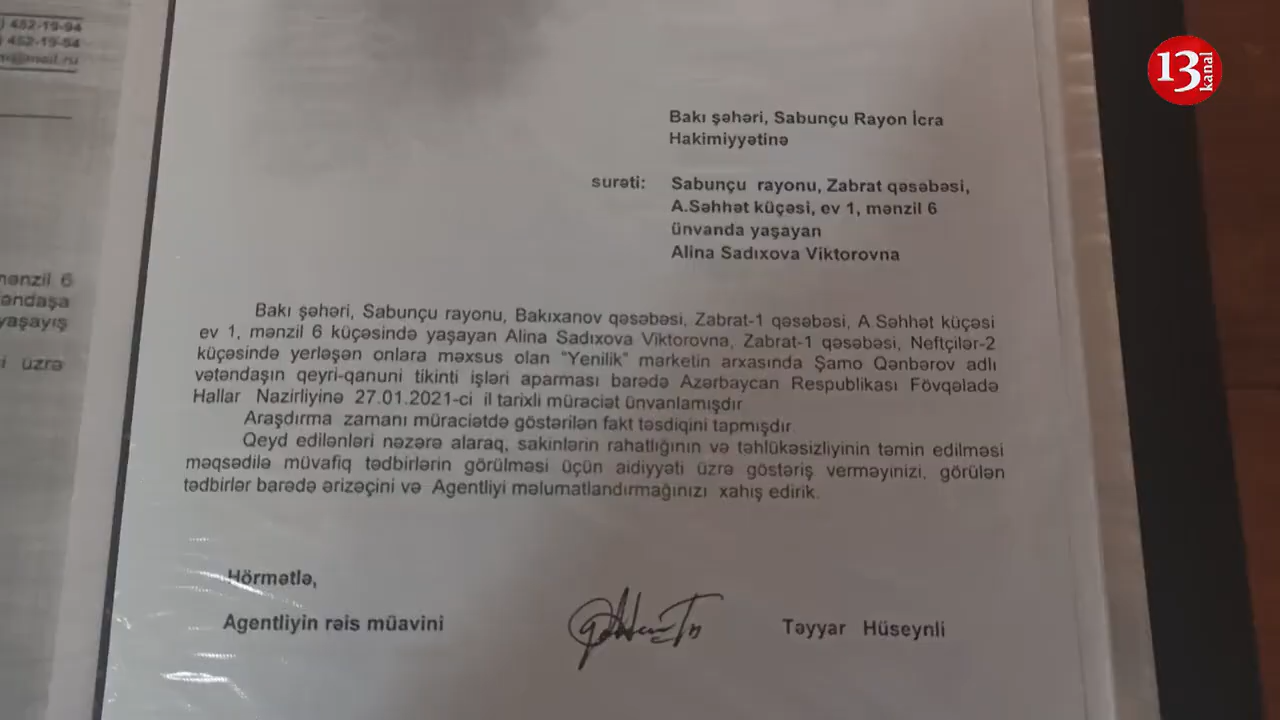 ) 452-19-94
) 452-19-54
@mail.ru
mənzil 6
yaşayış
üzrə
13 kanal
Bakı şəhəri, Sabunçu Rayon İcra
Hakimiyyətinə
surəti: Sabunçu rayonu, Zabrat qəsəbəsi,
A.Səhhət küçəsi, ev 1, mənzil 6
ünvanda yaşayan
Alina Sadıxova Viktorovna
Bakı şəhəri, Sabunçu rayonu, Bakıxanov qəsəbəsi, Zabrat-1 qəsəbəsi, A.Səhhət küçəsi
ev 1, mənzil 6 küçəsində yaşayan Alina Sadıxova Viktorovna, Zabrat-1 qəsəbəsi, Neftçilər-2
küçəsində yerləşən onlara məxsus olan "Yenilik" marketin arxasında Şamo Qənbərov adlı
vətəndaşın qeyri-qanuni tikinti işləri aparması barədə Azərbaycan Respublikası Fövqəladə
Hallar Nazirliyinə 27.01.2021-ci il tarixli müraciət ünvanlamışdır
Araşdırma zamanı müraciətdə göstərilən fakt təsdiqini tapmışdır
Qeyd edilənləri nəzərə alaraq, sakinlərin rahatlığının və təhlükəsizliyinin təmin edilməsi
məqsədilə müvafiq tədbirlərin görülməsi üçün aidiyyəti üzrə göstəriş verməyinizi, görülən
tədbirlər barədə ərizəçini və Agentliyi məlumatlandırmağınızı xahiş edirik.
Hörmətlə,
Agentliyin rəis müavini Təyyar Hüseynli